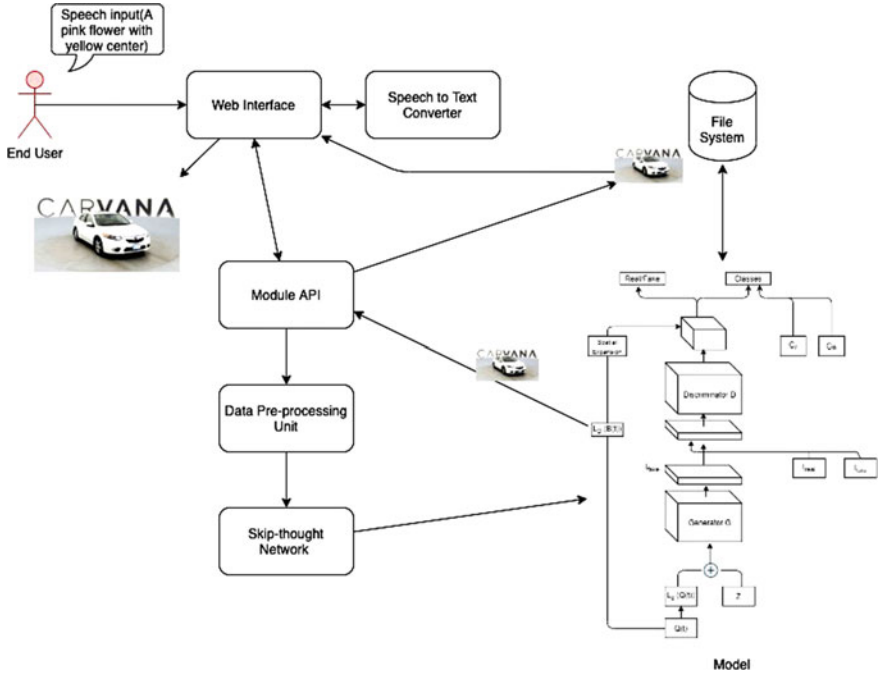 Speech input(A
pink flower with
yellow center)
End User
Web Interface
Speech to Text
Converter
File
System
CARVANA
CARVANA
Module API
CARVANA
Data Pre-processing
Unit
Skip-thought
Network
Real/Fake
Classes
Spatial
Discriminator D
Generator G
Z
Model